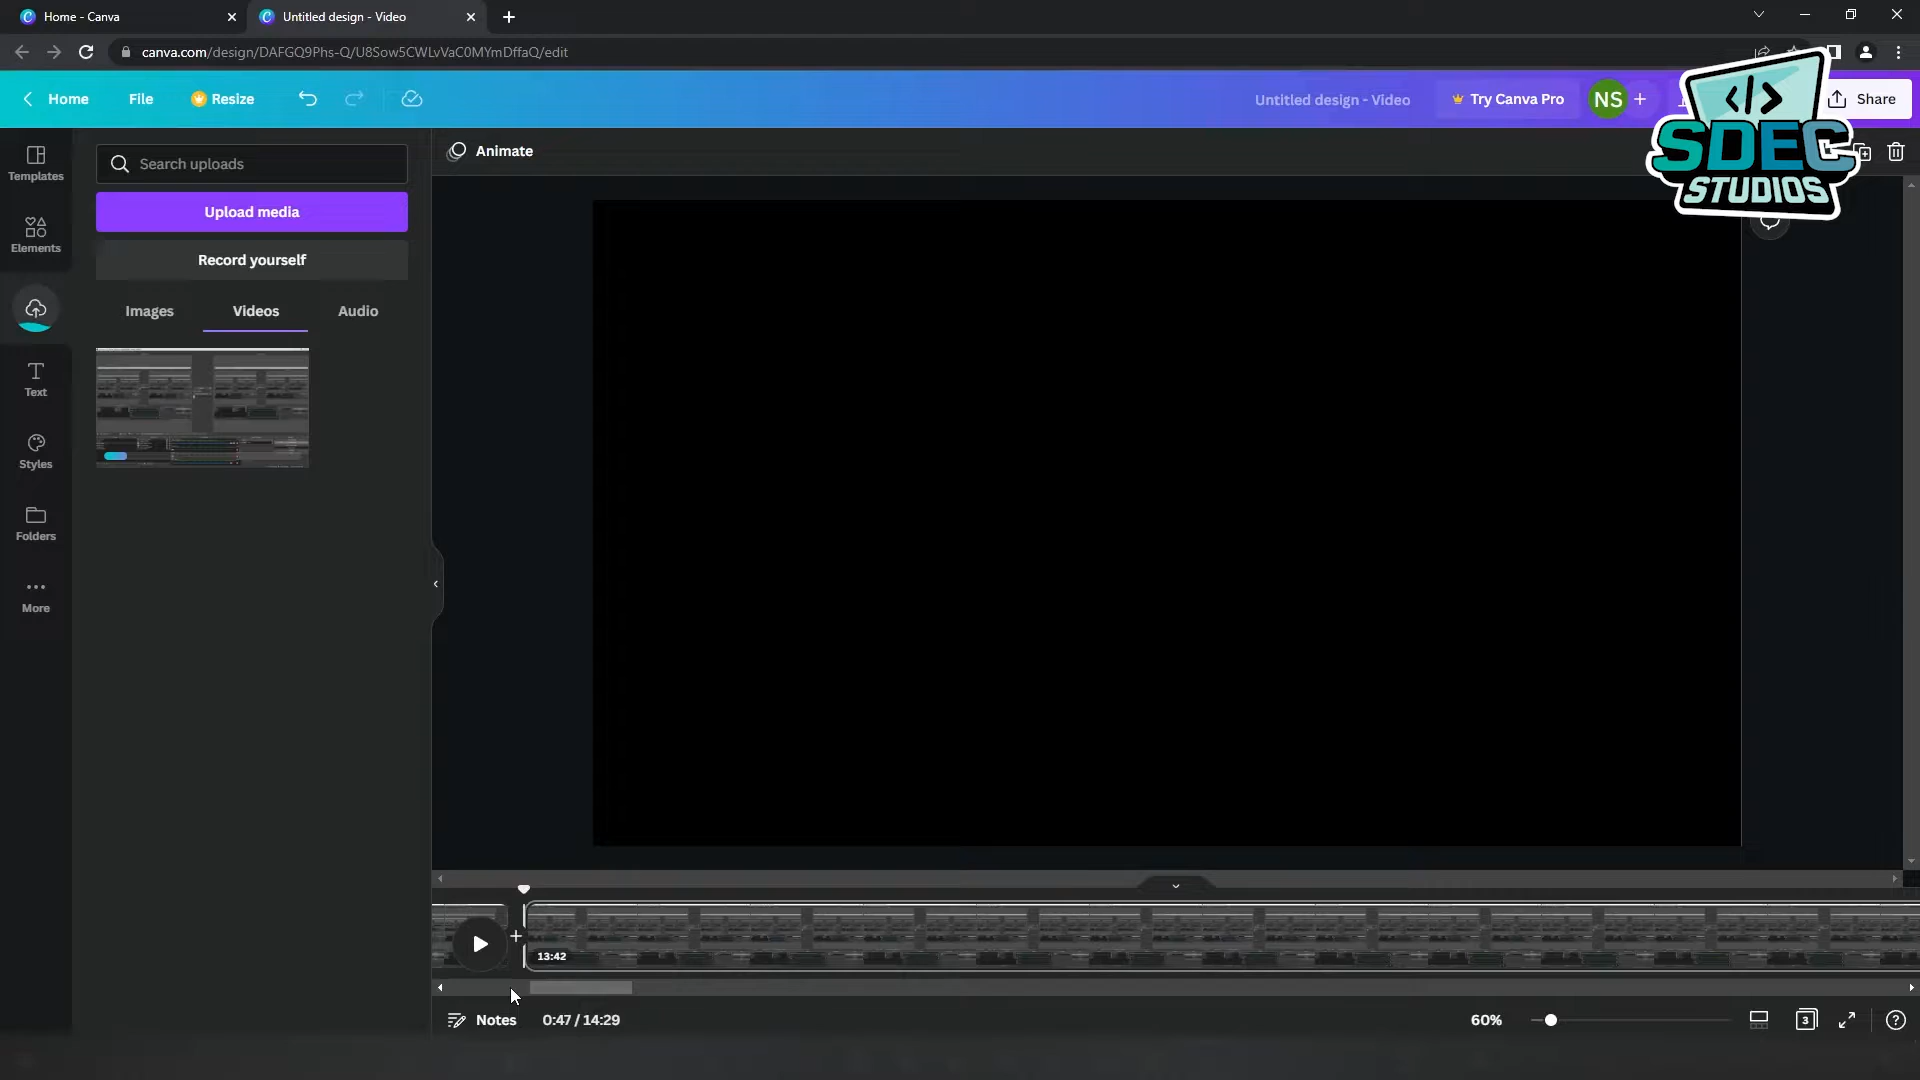 Home - Canva
Untitled design - Video
canva.com/design/DAFGQ9Phs-Q/U8Sow5CWLvVaC0MYmDffaQ/edit
Home
File
Resize
Untitled design - Video
Try Canva Pro
NS
Share
</> SDEC
STUDIOS
Templates
Elements
Text
Styles
Folders
More
Search uploads
Upload media
Record yourself
Images
Videos
Audio
Animate
13:42
Notes
0:47 / 14:29
60%
3